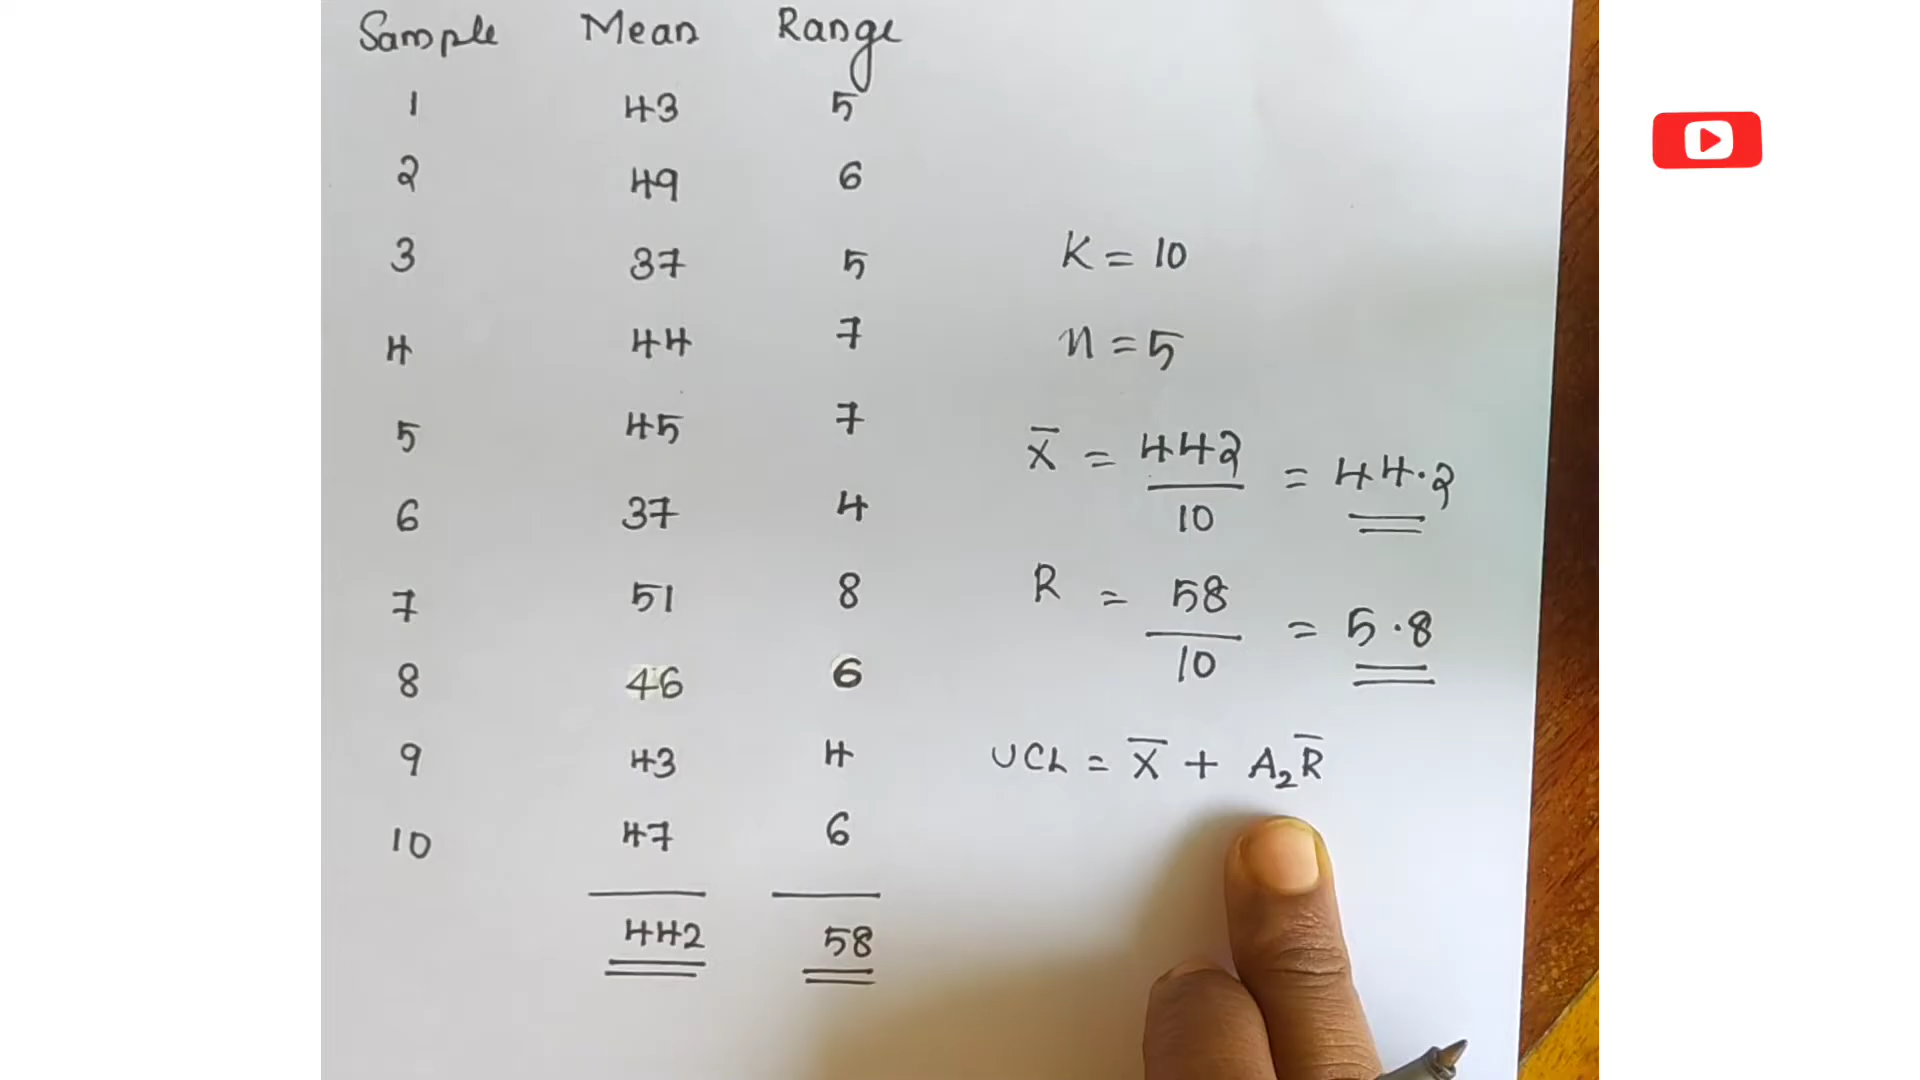 Sample Mean Range
1 43 5
2 49 6
3 37 5
4 44 7
5 45 7
6 37 4
7 51 8
8 46 6
9 43 4
10 47 6
442 58
K = 10
n = 5
X̄ = 442/10 = 44.2
R = 58/10 = 5.8
UCL = X̄ + A₂R̄